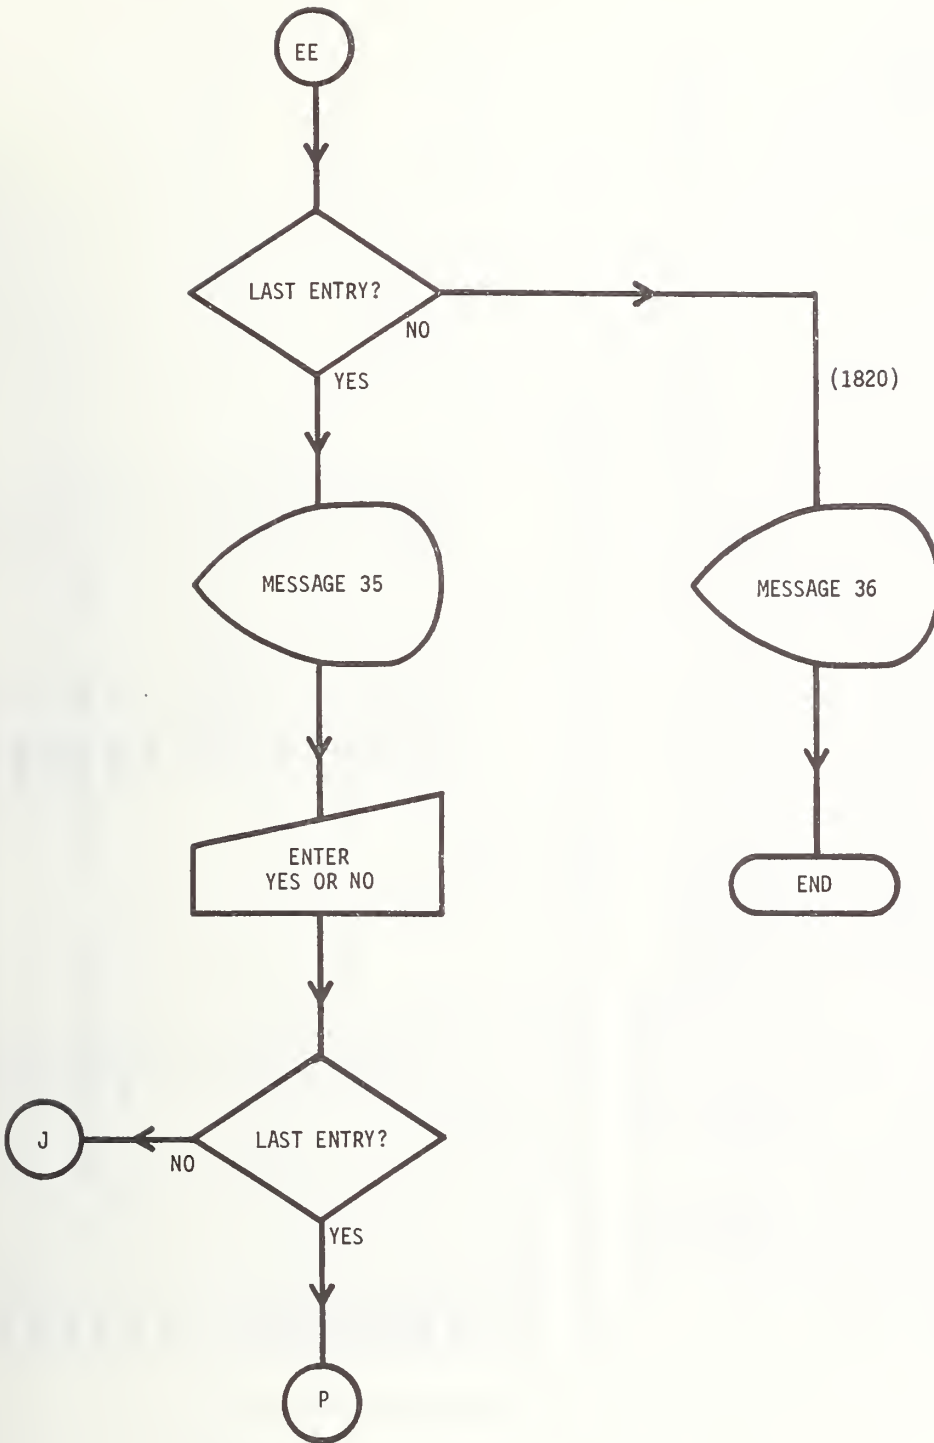 EE
LAST ENTRY?
NO
YES
(1820)
MESSAGE 35
MESSAGE 36
ENTER
YES OR NO
END
LAST ENTRY?
J
NO
YES
P